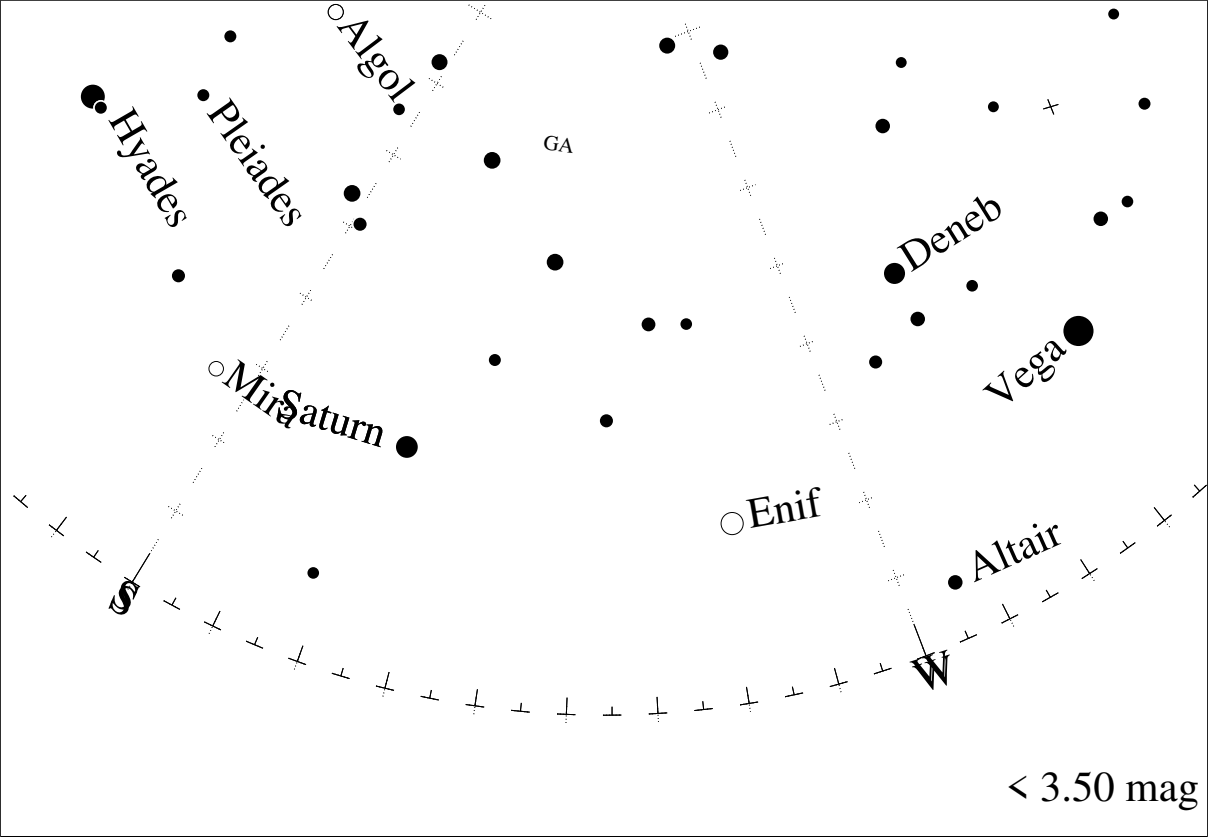 Algol
Hyades
Pleiades
GA
Deneb
Vega
Mira
Saturn
Enif
Altair
S
W
< 3.50 mag